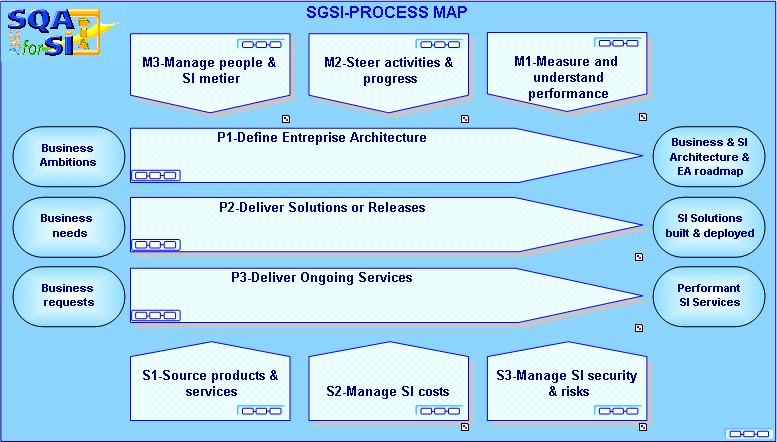 SQA
for SI
SGSI-PROCESS MAP
M3-Manage people &
SI metier
M2-Steer activities &
progress
M1-Measure and
understand
performance
Business
Ambitions
P1-Define Entreprise Architecture
Business & SI
Architecture &
EA roadmap
Business
needs
P2-Deliver Solutions or Releases
SI Solutions
built & deployed
Business
requests
P3-Deliver Ongoing Services
Performant
SI Services
S1-Source products &
services
S2-Manage SI costs
S3-Manage SI security
& risks